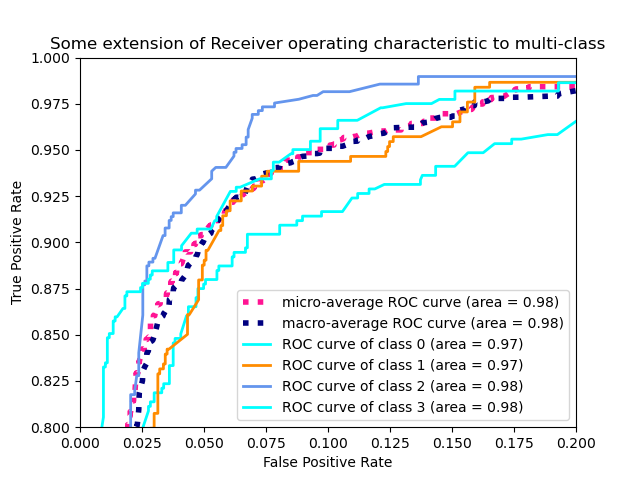 Some extension of Receiver operating characteristic to multi-class
1.000
0.975
0.950
0.925
0.900
0.875
0.850
0.825
0.800
True Positive Rate
micro-average ROC curve (area = 0.98)
macro-average ROC curve (area = 0.98)
ROC curve of class 0 (area = 0.97)
ROC curve of class 1 (area = 0.97)
ROC curve of class 2 (area = 0.98)
ROC curve of class 3 (area = 0.98)
0.000 0.025 0.050 0.075 0.100 0.125 0.150 0.175 0.200
False Positive Rate